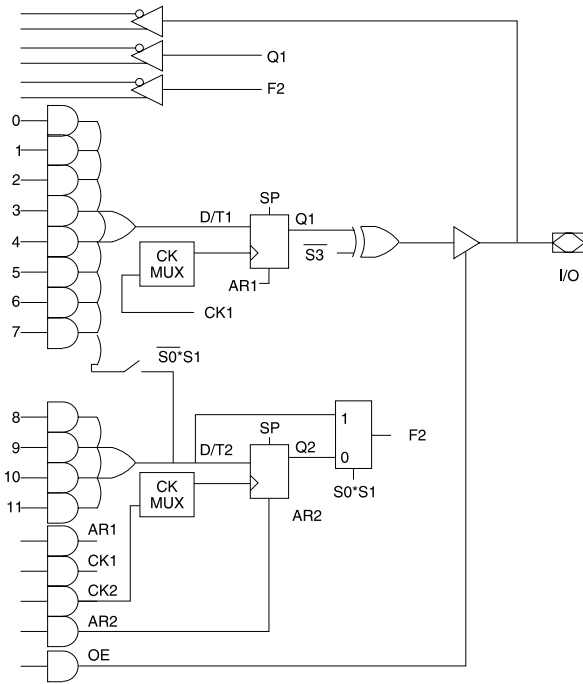 Q1
F2
0
1
2
3
4
5
6
7
D/T1
SP
Q1
S3
CK
MUX
AR1
CK1
I/O
S0*S1
8
9
10
11
D/T2
SP
Q2
CK
MUX
AR2
1
0
F2
S0*S1
AR1
CK1
CK2
AR2
OE